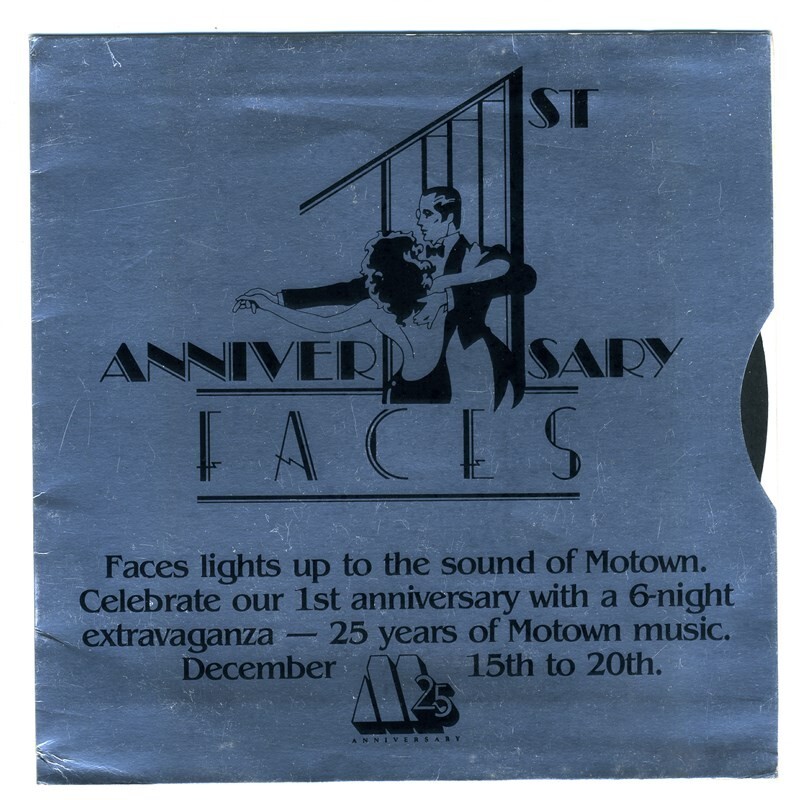 1ST
ANNIVERSARY
FACES
Faces lights up to the sound of Motown.
Celebrate our 1st anniversary with a 6-night
extravaganza — 25 years of Motown music.
December M25 15th to 20th.
ANNIVERSARY